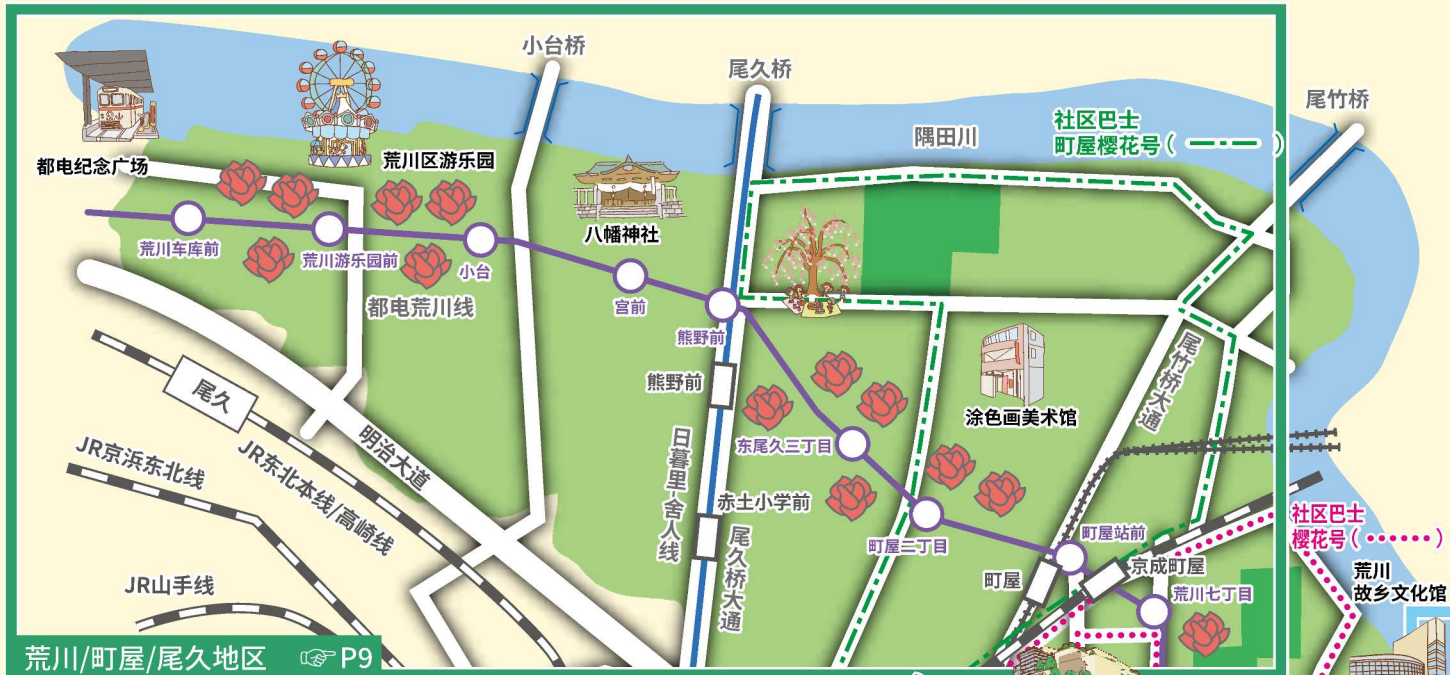 小台桥
尾久桥
尾竹桥
社区巴士
町屋樱花号( )
隅田川
都电纪念广场
荒川区游乐园
八幡神社
荒川车库前
荒川游乐园前
小台
宫前
都电荒川线
熊野前
熊野前
尾久
尾竹桥大通
涂色画美术馆
东尾久三丁目
明治大道
JR京浜东北线
JR东北本线/高崎线
日暮里-舍人线
赤土小学前
尾久桥大通
町屋二丁目
町屋站前
社区巴士
樱花号( )
JR山手线
町屋
京成町屋
荒川七丁目
荒川
故乡文化馆
荒川/町屋/尾久地区 ☞P9